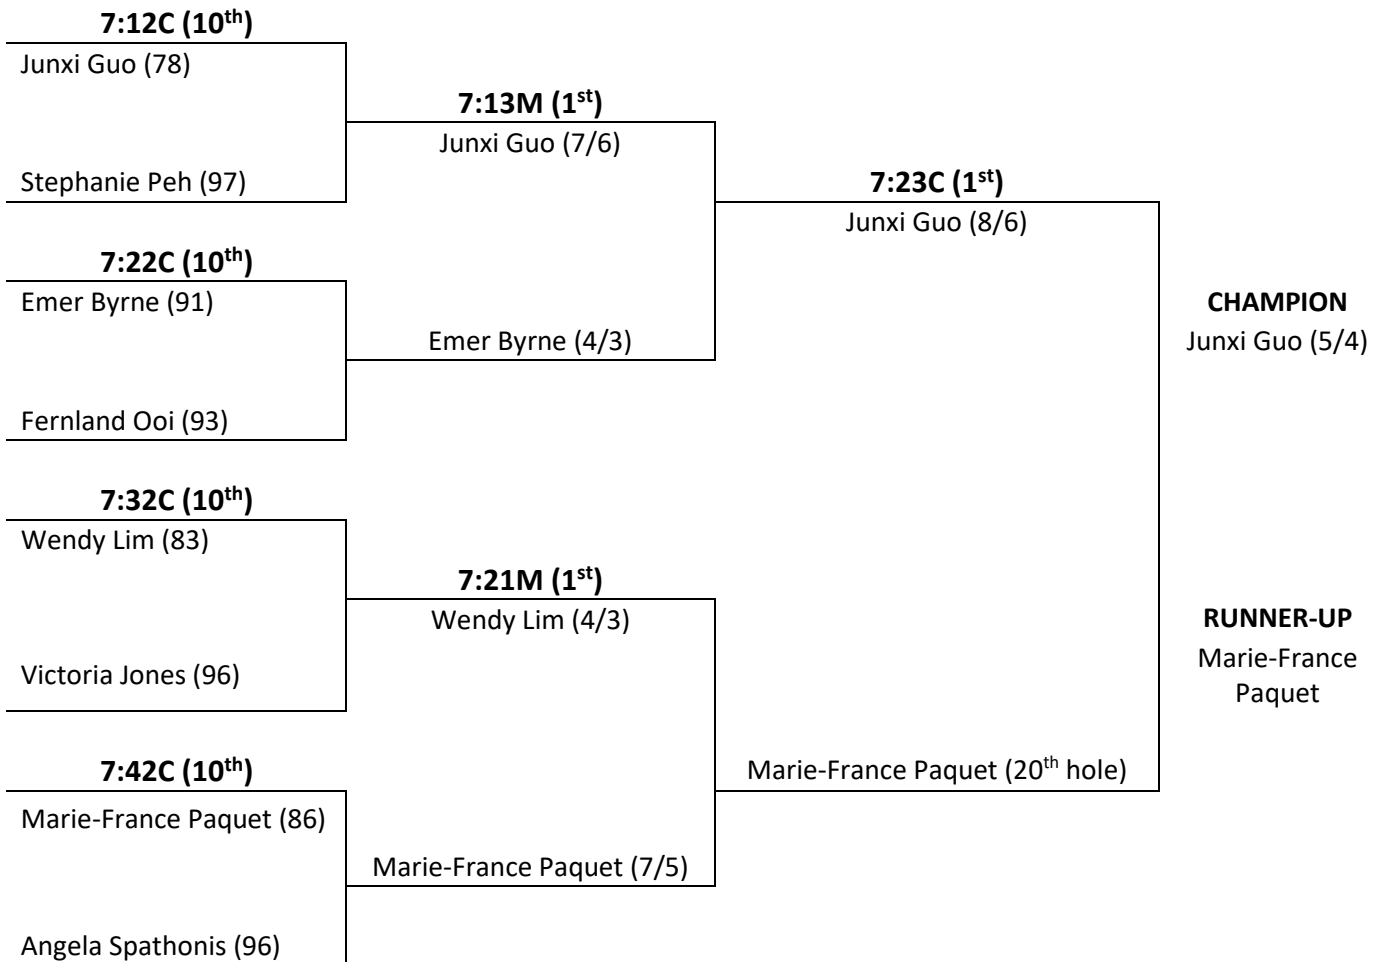 7:12C (10th)
Junxi Guo (78)
7:13M (1st)
Junxi Guo (7/6)
Stephanie Peh (97)
7:23C (1st)
Junxi Guo (8/6)
7:22C (10th)
Emer Byrne (91)
CHAMPION
Emer Byrne (4/3)
Junxi Guo (5/4)
Fernland Ooi (93)
7:32C (10th)
Wendy Lim (83)
7:21M (1st)
Wendy Lim (4/3)
RUNNER-UP
Victoria Jones (96)
Marie-France
Paquet
7:42C (10th)
Marie-France Paquet (20th hole)
Marie-France Paquet (86)
Marie-France Paquet (7/5)
Angela Spathonis (96)